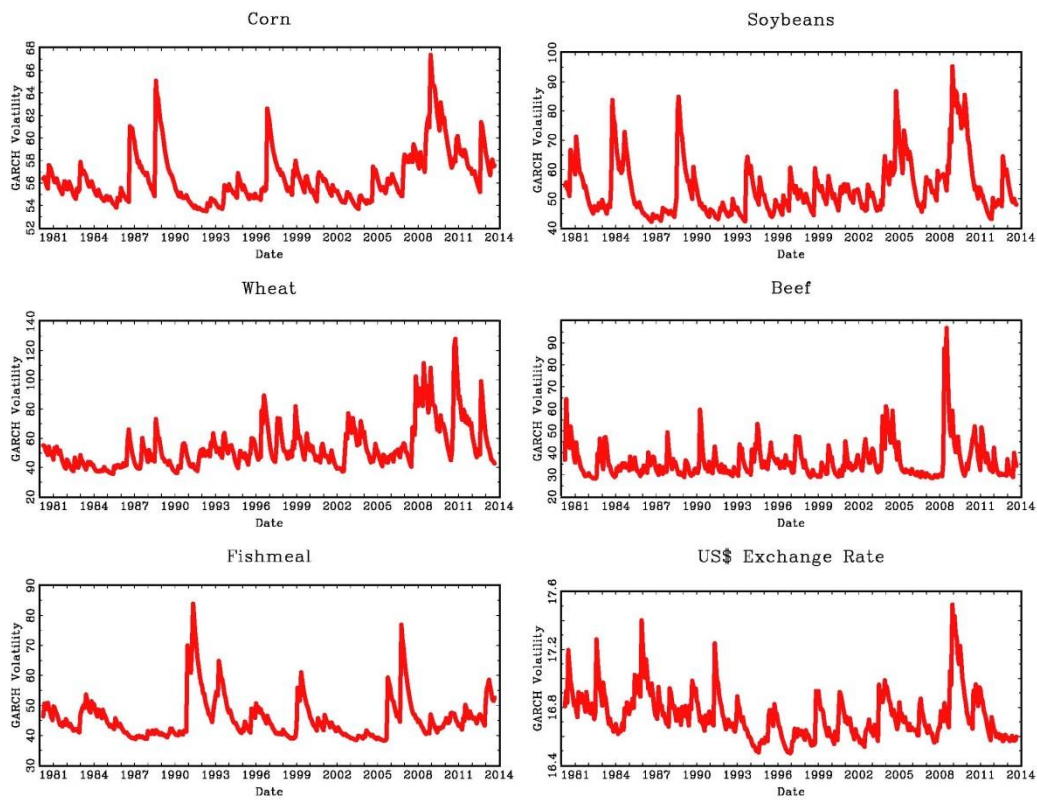 Corn
GARCH Volatility
52 54 56 58 60 62 64 66 68
1981 1984 1987 1990 1993 1996 1999 2002 2005 2008 2011 2014
Date
Soybeans
GARCH Volatility
40 50 60 70 80 90 100
1981 1984 1987 1990 1993 1996 1999 2002 2005 2008 2011 2014
Date
Wheat
GARCH Volatility
20 40 60 80 100 120 140
1981 1984 1987 1990 1993 1996 1999 2002 2005 2008 2011 2014
Date
Beef
GARCH Volatility
20 30 40 50 60 70 80 90
1981 1984 1987 1990 1993 1996 1999 2002 2005 2008 2011 2014
Date
Fishmeal
GARCH Volatility
30 40 50 60 70 80 90
1981 1984 1987 1990 1993 1996 1999 2002 2005 2008 2011 2014
Date
US$ Exchange Rate
GARCH Volatility
16.4 16.8 17.2 17.6
1981 1984 1987 1990 1993 1996 1999 2002 2005 2008 2011 2014
Date